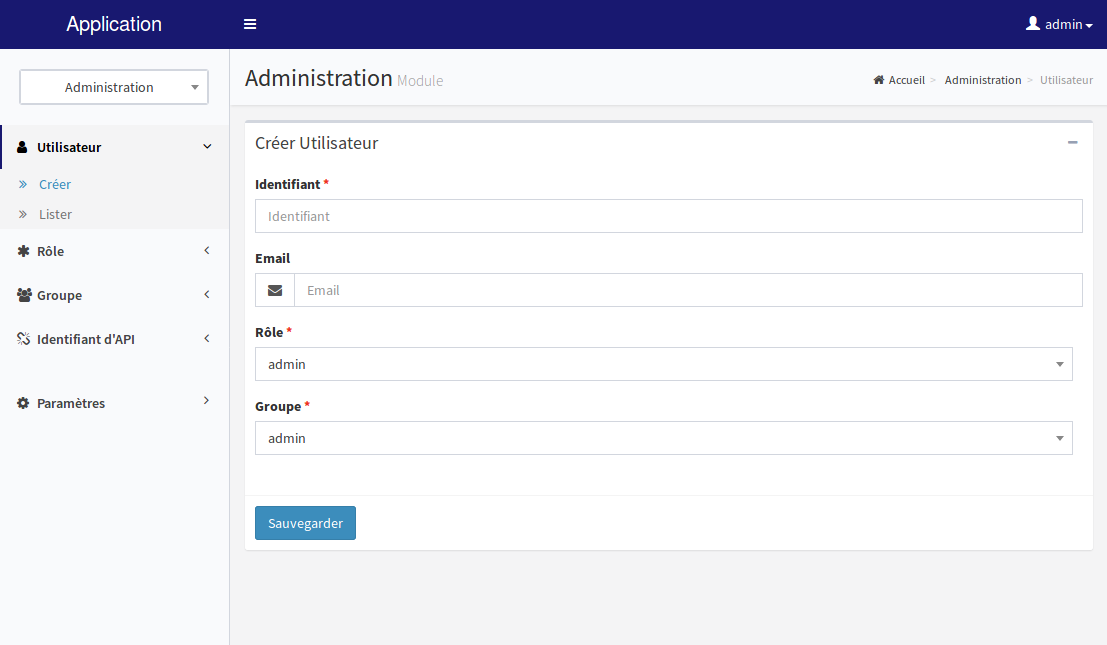 Application
admin
Administration
Administration Module
Accueil > Administration > Utilisateur
Utilisateur
Créer
Lister
Rôle
Groupe
Identifiant d'API
Paramètres
Créer Utilisateur
Identifiant *
Identifiant
Email
Email
Rôle *
admin
Groupe *
admin
Sauvegarder